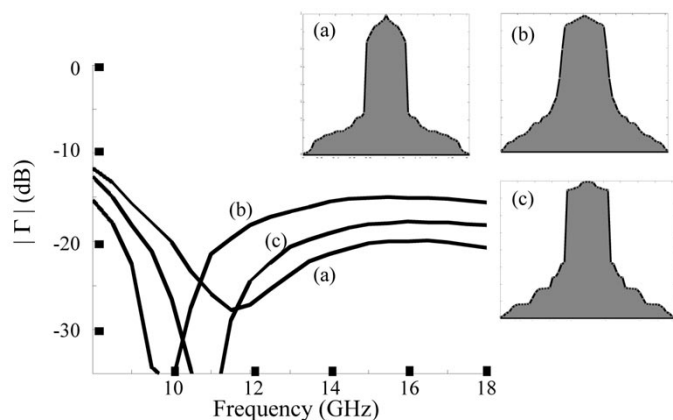 (a)
(b)
(c)
0
-10
-20
-30
| Γ | (dB)
(b)
(c)
(a)
10 12 14 16 18
Frequency (GHz)